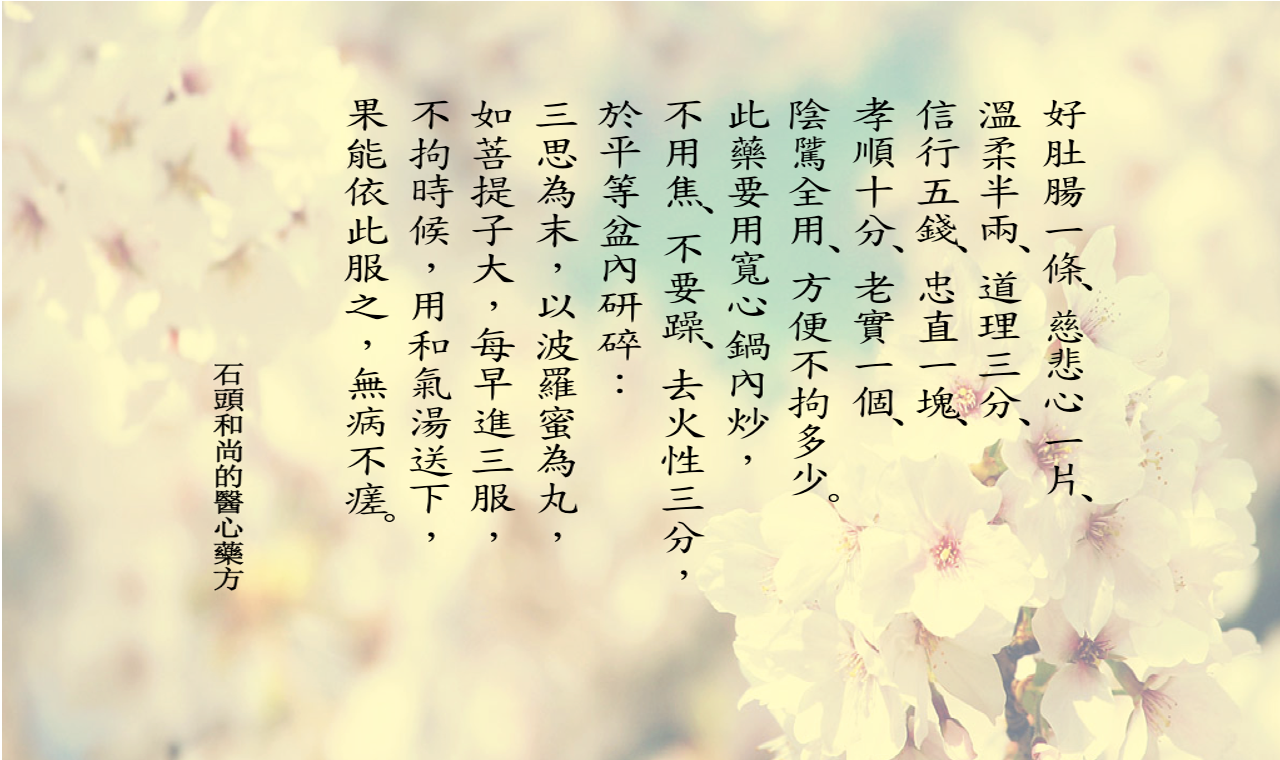 好肚腸一條、慈悲心一片、
溫柔半兩、道理三分、
信行五錢、忠直一塊、
孝順十分、老實一個、
陰騭全用、方便不拘多少。
此藥要用寬心鍋內炒，
不用焦、不要躁、去火性三分，
於平等盆內研碎：
三思為末，以波羅蜜為丸，
如菩提子大，每早進三服，
不拘時候，用和氣湯送下，
果能依此服之，無病不瘥。
石頭和尚的醫心藥方